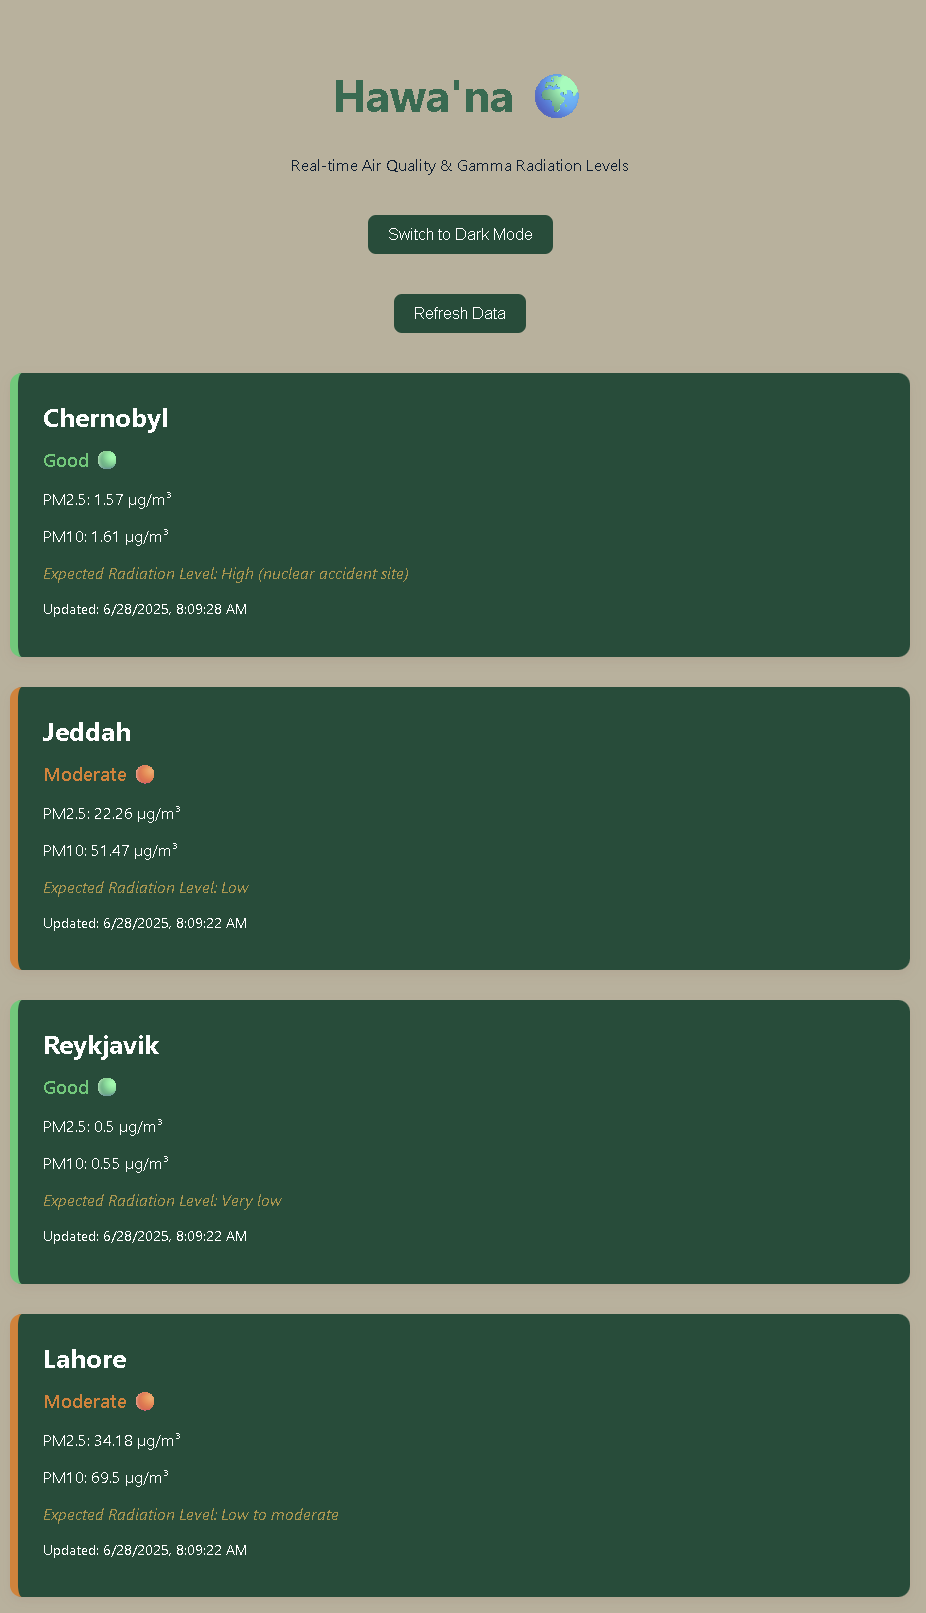 Hawa'na
Real-time Air Quality & Gamma Radiation Levels
Switch to Dark Mode
Refresh Data
Chernobyl
Good
PM2.5: 1.57 µg/m³
PM10: 1.61 µg/m³
Expected Radiation Level: High (nuclear accident site)
Updated: 6/28/2025, 8:09:28 AM
Jeddah
Moderate
PM2.5: 22.26 µg/m³
PM10: 51.47 µg/m³
Expected Radiation Level: Low
Updated: 6/28/2025, 8:09:22 AM
Reykjavik
Good
PM2.5: 0.5 µg/m³
PM10: 0.55 µg/m³
Expected Radiation Level: Very low
Updated: 6/28/2025, 8:09:22 AM
Lahore
Moderate
PM2.5: 34.18 µg/m³
PM10: 69.5 µg/m³
Expected Radiation Level: Low to moderate
Updated: 6/28/2025, 8:09:22 AM